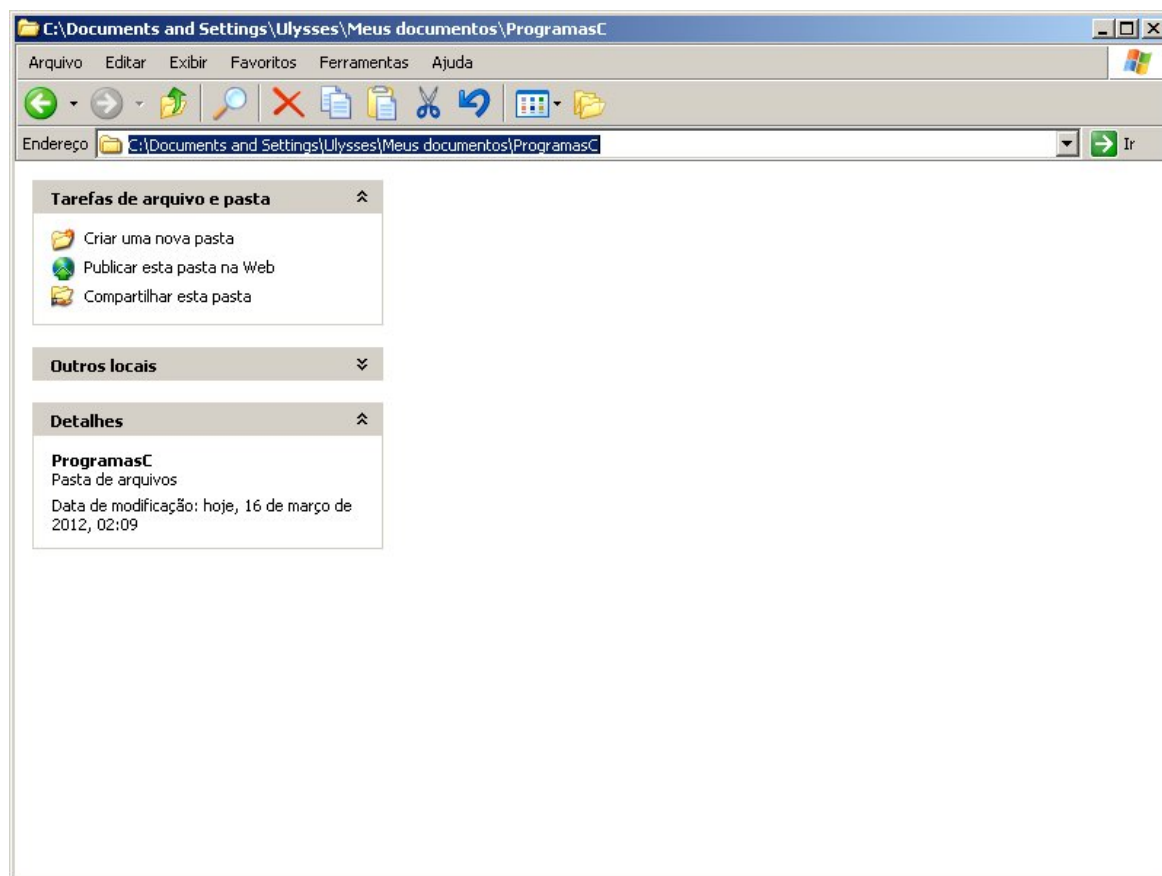 C:\Documents and Settings\Ulysses\Meus documentos\ProgramasC
Arquivo Editar Exibir Favoritos Ferramentas Ajuda
Endereço C:\Documents and Settings\Ulysses\Meus documentos\ProgramasC Ir
Tarefas de arquivo e pasta
Criar uma nova pasta
Publicar esta pasta na Web
Compartilhar esta pasta
Outros locais
Detalhes
ProgramasC
Pasta de arquivos
Data de modificação: hoje, 16 de março de
2012, 02:09